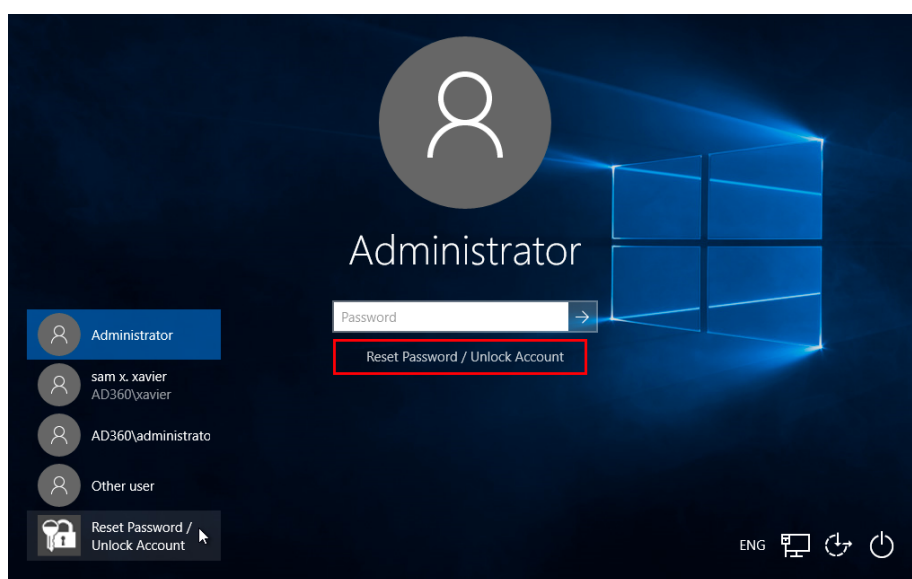 Administrator
Password
Reset Password / Unlock Account
Administrator
sam x. xavier
AD360\xavier
AD360\administrato
Other user
Reset Password /
Unlock Account
ENG